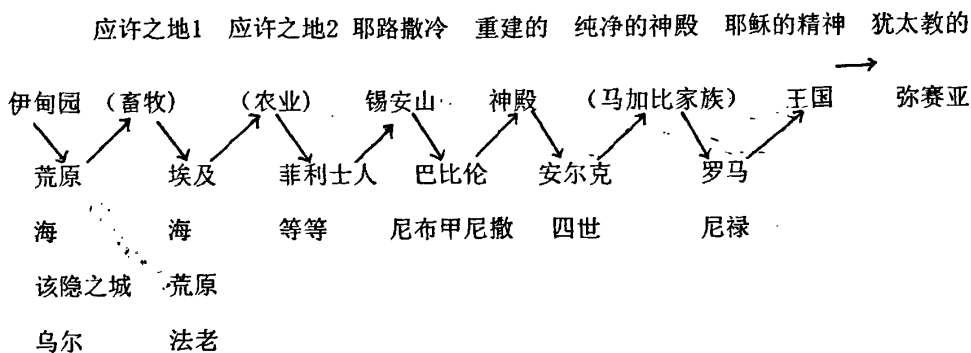 应许之地1 应许之地2 耶路撒冷 重建的 纯净的神殿 耶稣的精神 犹太教的
伊甸园 (畜牧) (农业) 锡安山 神殿 (马加比家族) 王国 弥赛亚
荒原 埃及 菲利士人 巴比伦 安尔克 罗马
海 海 等等 尼布甲尼撒 四世 尼禄
该隐之城 荒原
乌尔 法老